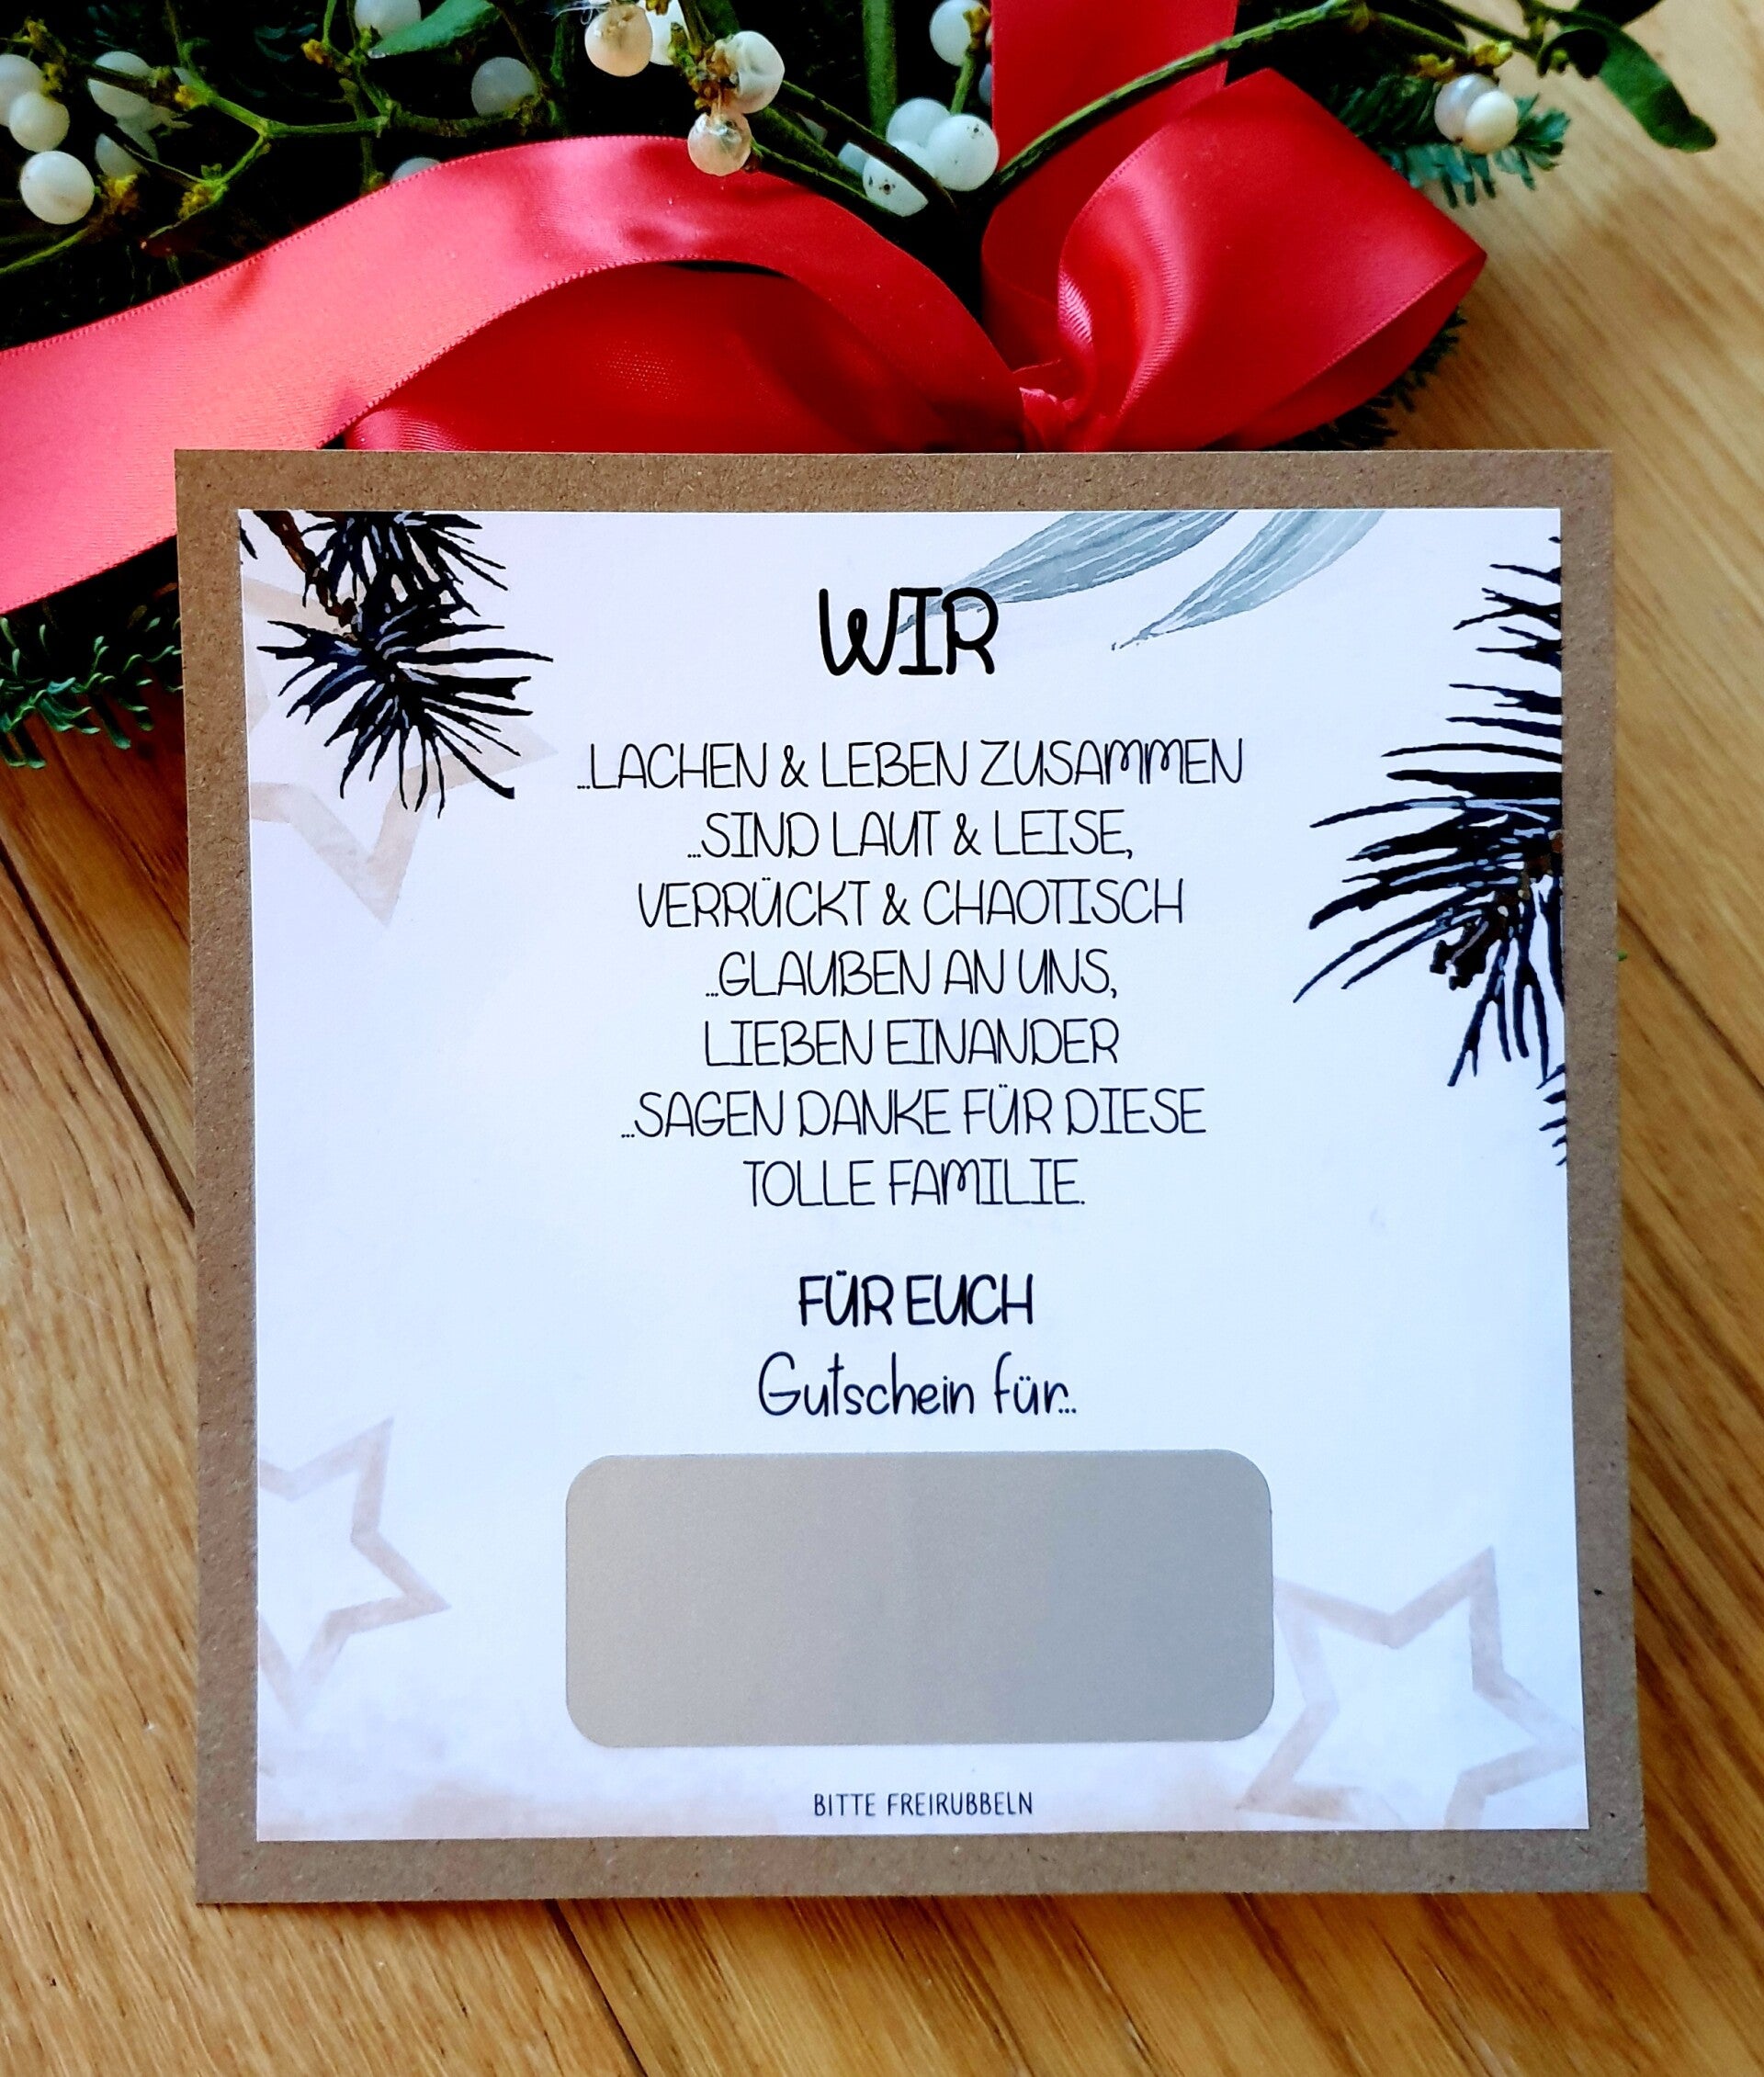 WIR
...LACHEN & LEBEN ZUSAMMEN
...SIND LAUT & LEISE,
VERRÜCKT & CHAOTISCH
...GLAUBEN AN UNS,
LIEBEN EINANDER
...SAGEN DANKE FÜR DIESE
TOLLE FAMILIE.
FÜR EUCH
Gutschein für...
BITTE FREIRUBBELN